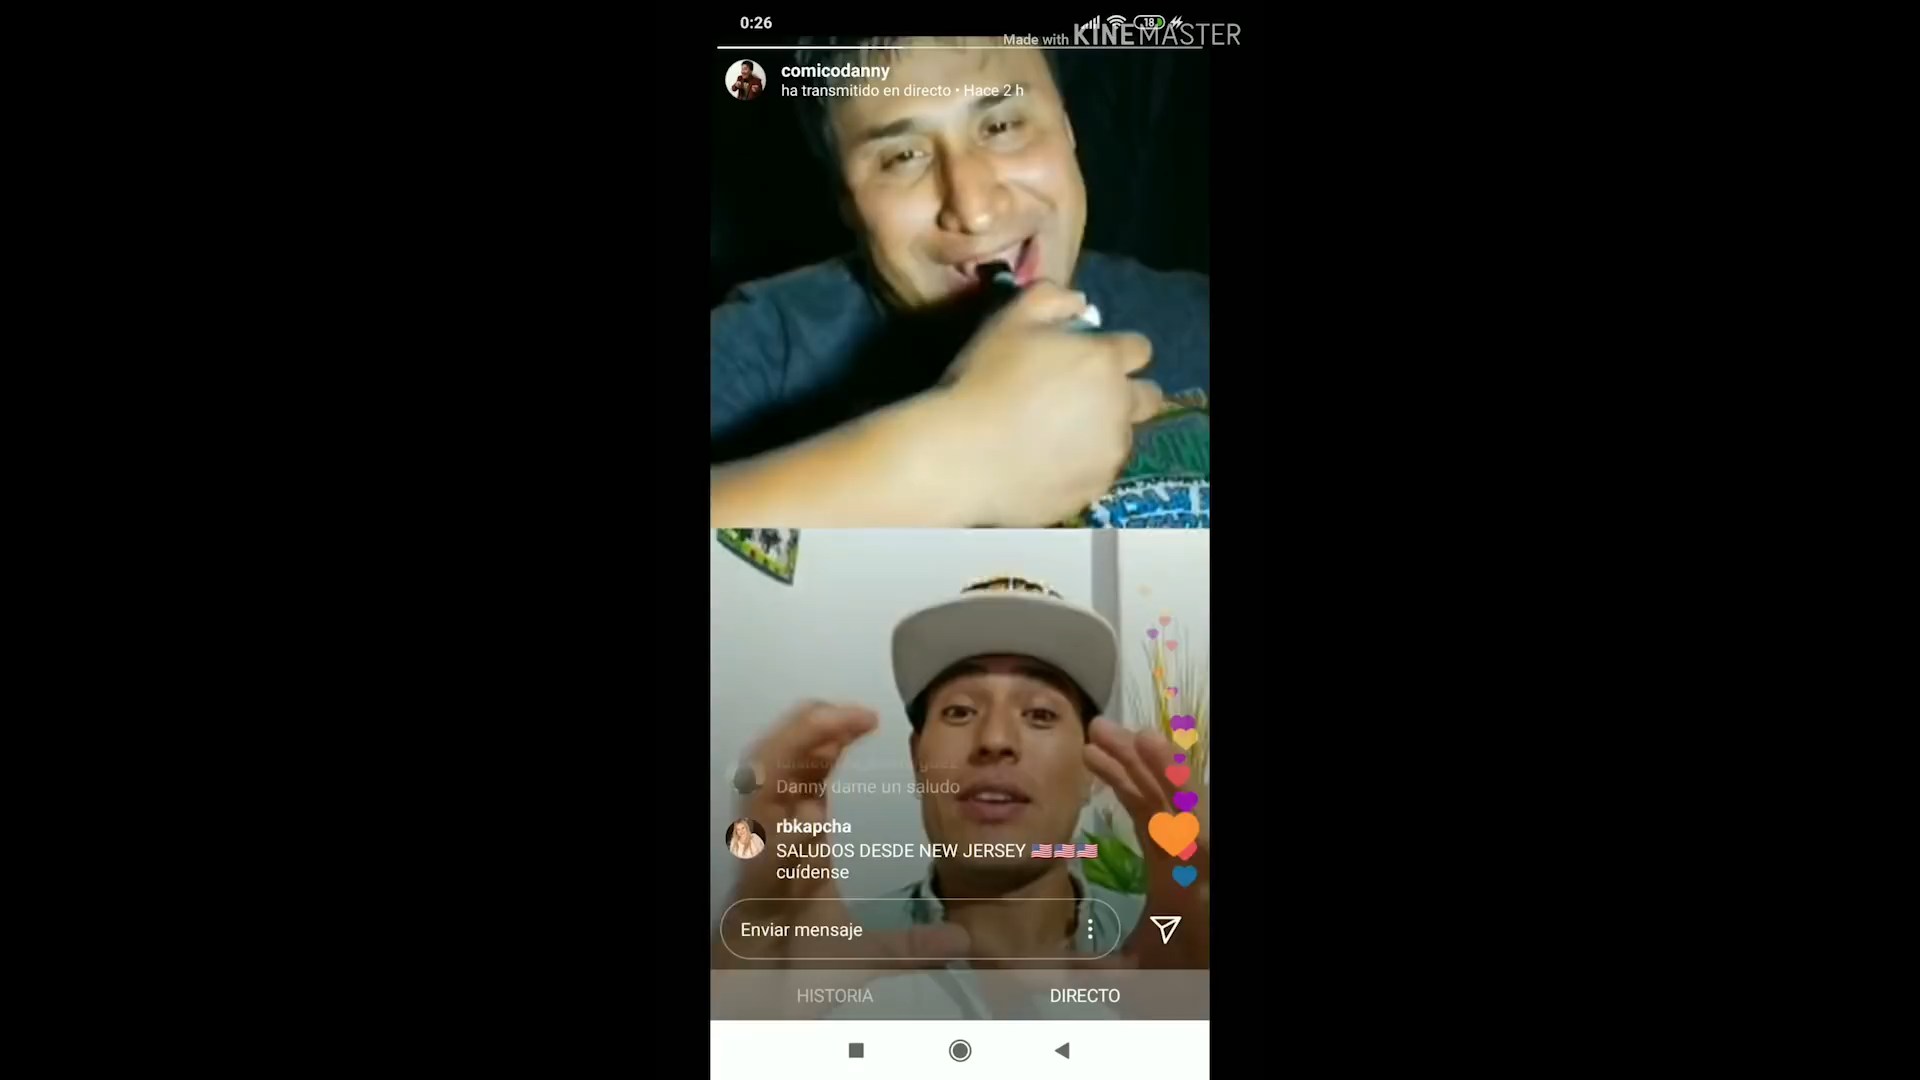 0:26
18
Made with KINEMASTER
comicodanny
ha transmitido en directo • Hace 2 h
Danny dame un saludo
rbkapcha
SALUDOS DESDE NEW JERSEY 🇺🇸🇺🇸🇺🇸
cuídense
Enviar mensaje
HISTORIA
DIRECTO